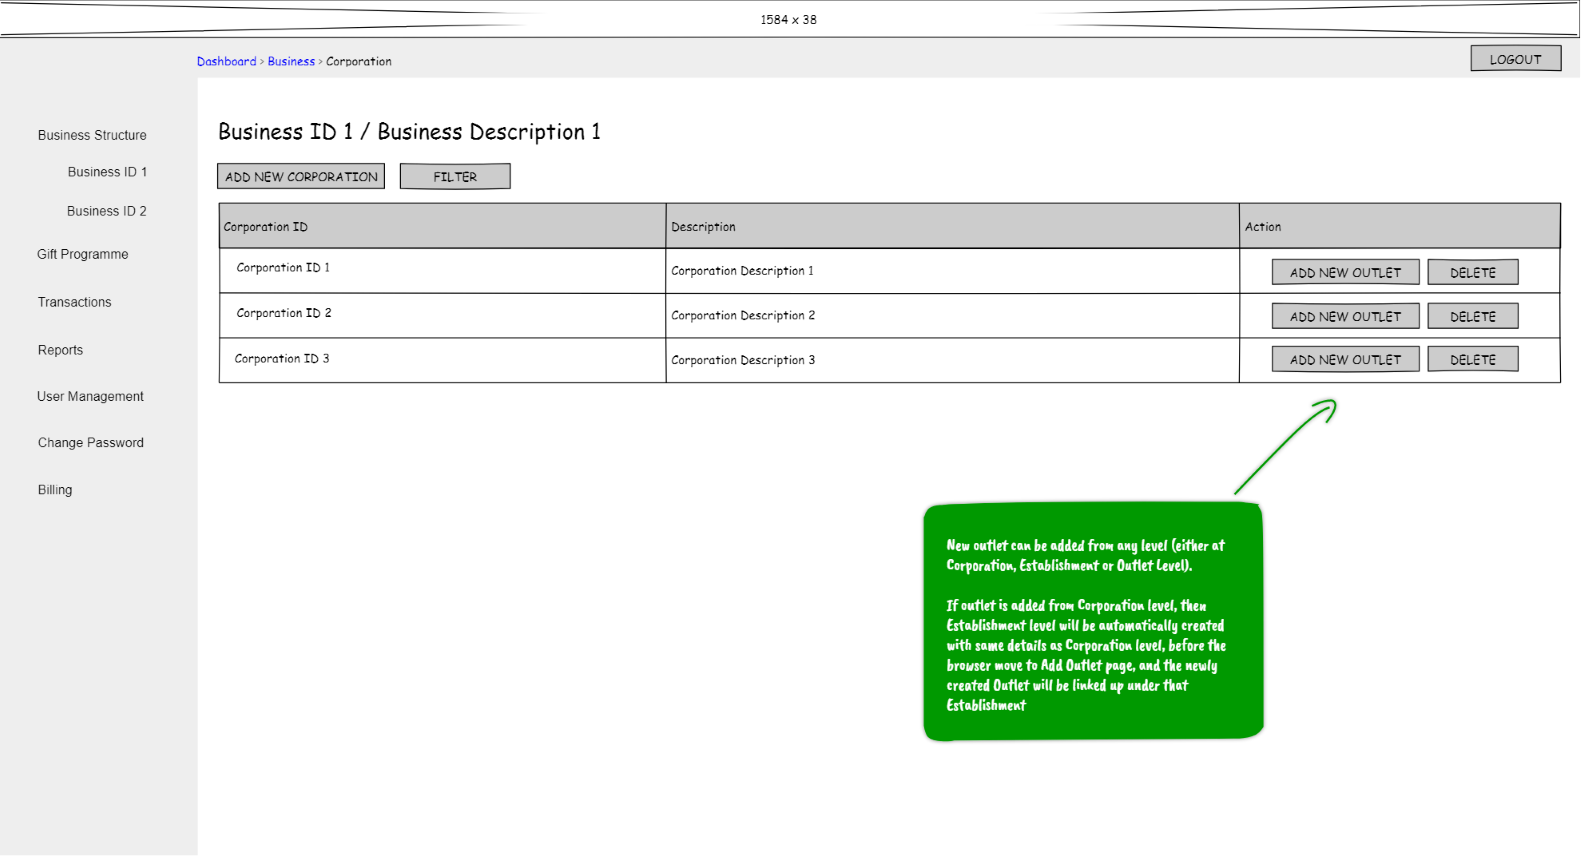 1584 x 38
Dashboard > Business > Corporation
LOGOUT
Business Structure
Business ID 1
Business ID 2
Gift Programme
Transactions
Reports
User Management
Change Password
Billing
Business ID 1 / Business Description 1
ADD NEW CORPORATION FILTER
Corporation ID Description Action
Corporation ID 1 Corporation Description 1 ADD NEW OUTLET DELETE
Corporation ID 2 Corporation Description 2 ADD NEW OUTLET DELETE
Corporation ID 3 Corporation Description 3 ADD NEW OUTLET DELETE
New outlet can be added from any level (either at
Corporation, Establishment or Outlet Level).
If outlet is added from Corporation level, then
Establishment level will be automatically created
with same details as Corporation level, before the
browser move to Add Outlet page, and the newly
created Outlet will be linked up under that
Establishment